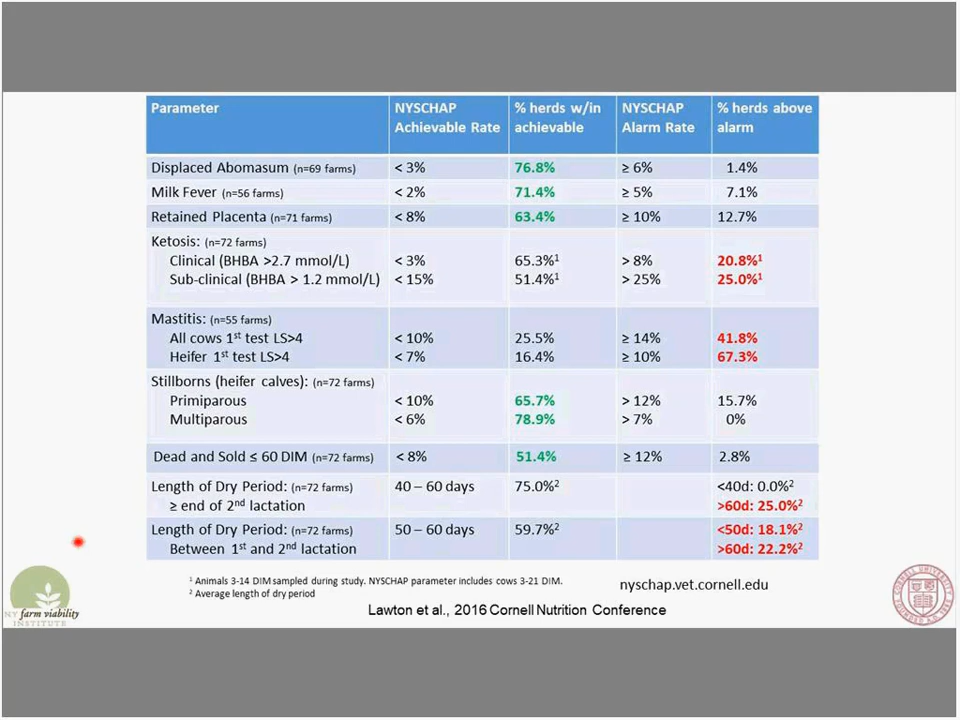 Parameter NYSCHAP Achievable Rate % herds w/in achievable NYSCHAP Alarm Rate % herds above alarm
Displaced Abomasum (n=69 farms) < 3% 76.8% ≥ 6% 1.4%
Milk Fever (n=56 farms) < 2% 71.4% ≥ 5% 7.1%
Retained Placenta (n=71 farms) < 8% 63.4% ≥ 10% 12.7%
Ketosis: (n=72 farms)
Clinical (BHBA >2.7 mmol/L) < 3% 65.3%¹ > 8% 20.8%¹
Sub-clinical (BHBA > 1.2 mmol/L) < 15% 51.4%¹ > 25% 25.0%¹
Mastitis: (n=55 farms)
All cows 1st test LS>4 < 10% 25.5% ≥ 14% 41.8%
Heifer 1st test LS>4 < 7% 16.4% ≥ 10% 67.3%
Stillborns (heifer calves): (n=72 farms)
Primiparous < 10% 65.7% > 12% 15.7%
Multiparous < 6% 78.9% > 7% 0%
Dead and Sold ≤ 60 DIM (n=72 farms) < 8% 51.4% ≥ 12% 2.8%
Length of Dry Period: (n=72 farms) 40 – 60 days 75.0%² <40d: 0.0%²
≥ end of 2nd lactation >60d: 25.0%²
Length of Dry Period: (n=72 farms) 50 – 60 days 59.7%² <50d: 18.1%²
Between 1st and 2nd lactation >60d: 22.2%²
¹ Animals 3-14 DIM sampled during study. NYSCHAP parameter includes cows 3-21 DIM.
² Average length of dry period
nyschap.vet.cornell.edu
Lawton et al., 2016 Cornell Nutrition Conference
NY farm viability
INSTITUTE
CORNELL UNIVERSITY
FOUNDED A.D. 1865